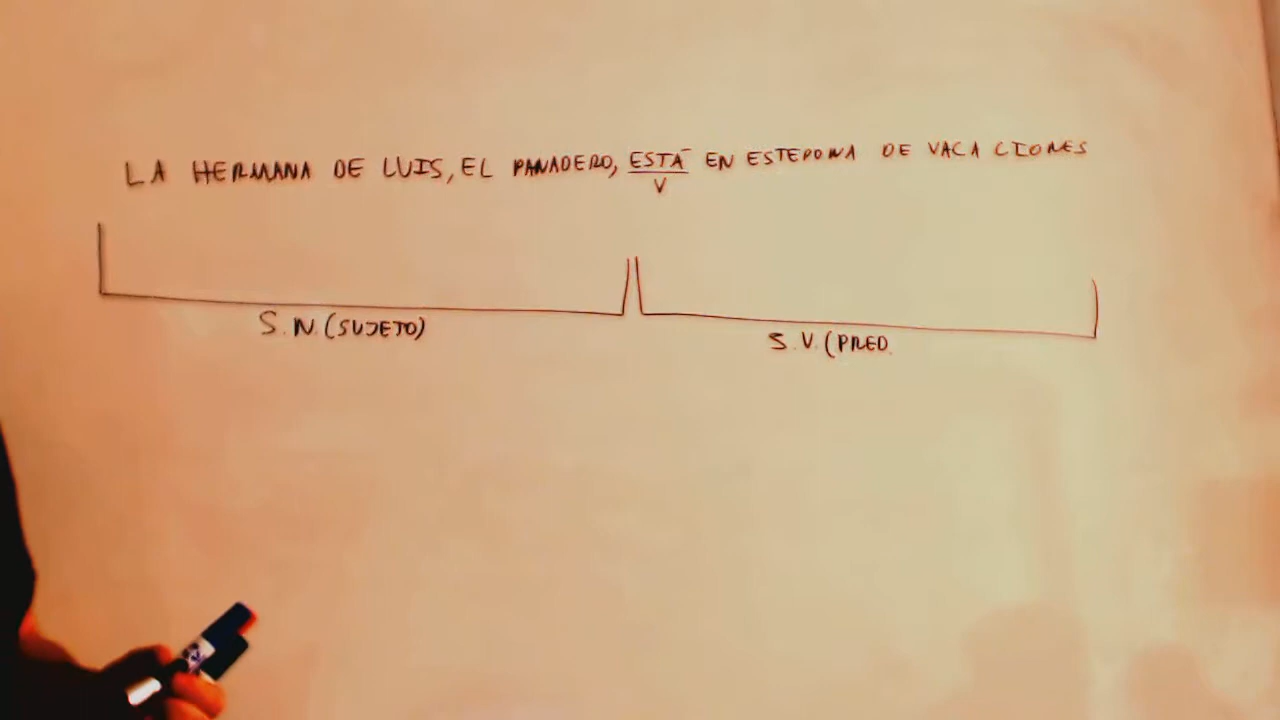 LA HERMANA DE LUIS, EL PANADERO, ESTÁ EN ESTEPONA DE VACACIONES
V
S.N.(SUJETO)
S.V.(PRED.